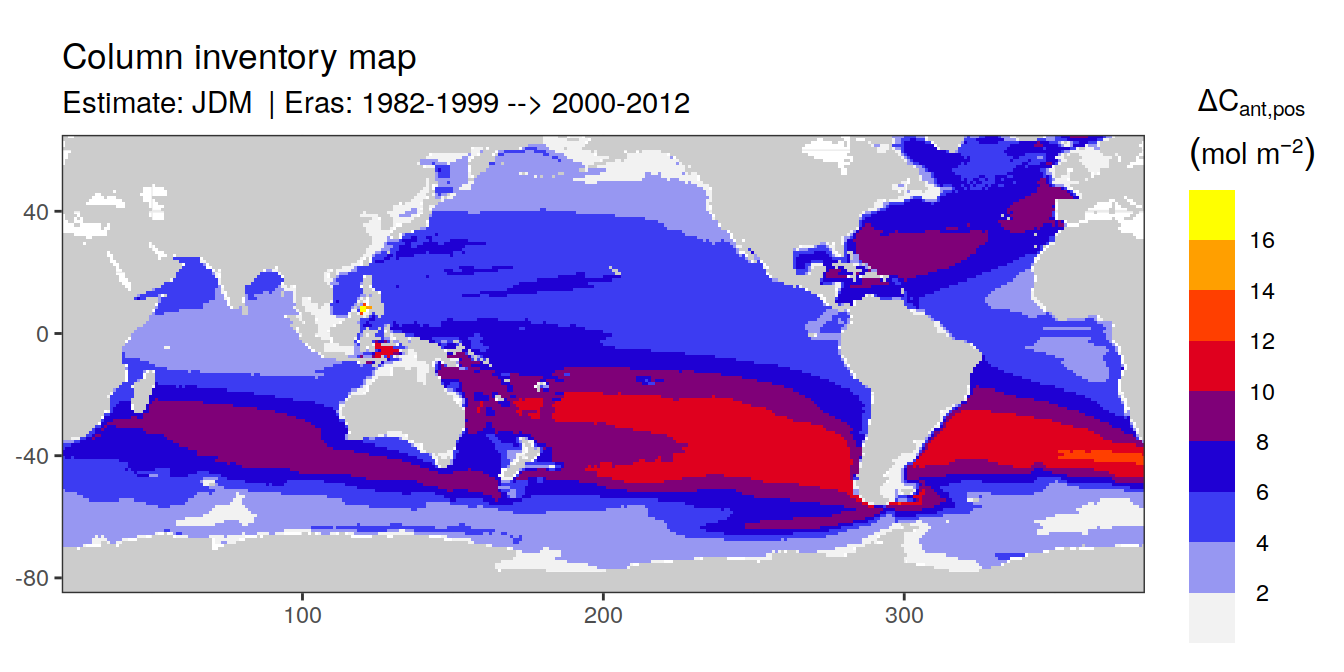 Column inventory map
Estimate: JDM | Eras: 1982-1999 --> 2000-2012
ΔCant,pos
(mol m−2)
16
14
12
10
8
6
4
2
40
0
-40
-80
100 200 300